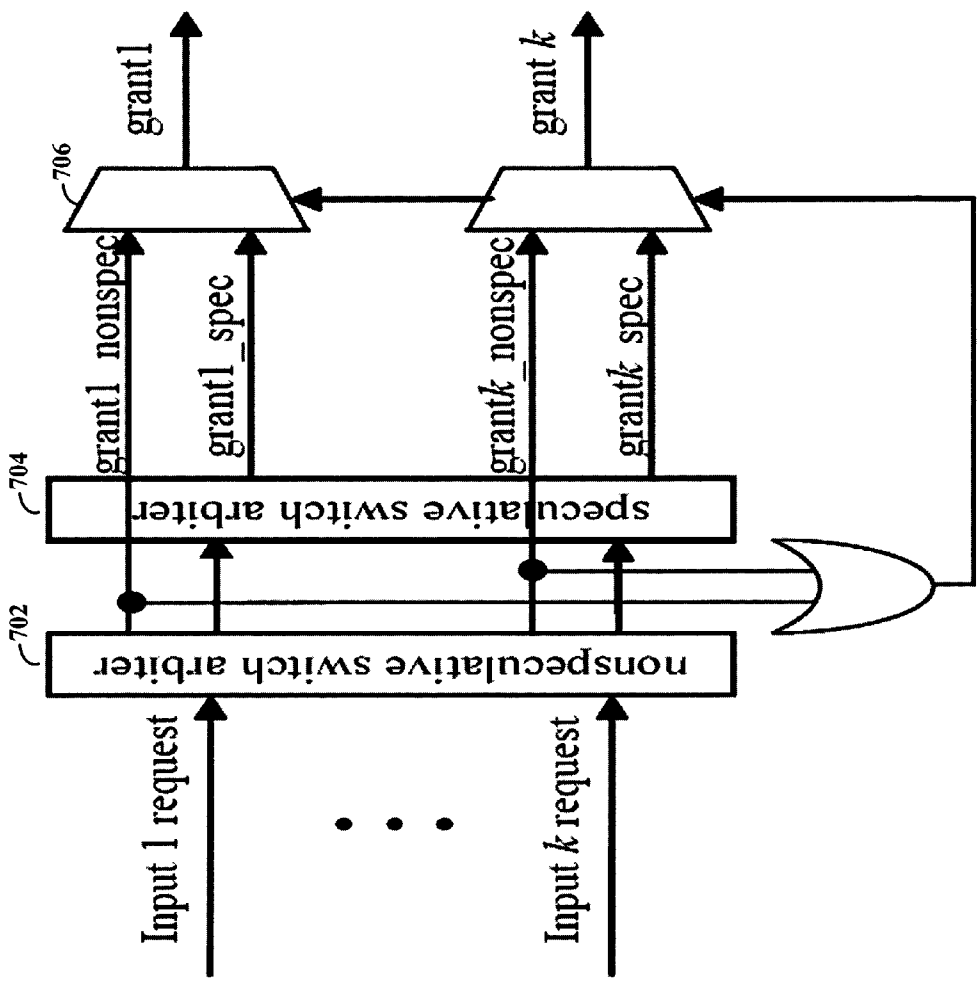 702
704
706
Input 1 request
Input k request
nonspeculative switch arbiter
speculative switch arbiter
grant1_nonspec
grant1_spec
grantk_nonspec
grantk_spec
grant1
grant k